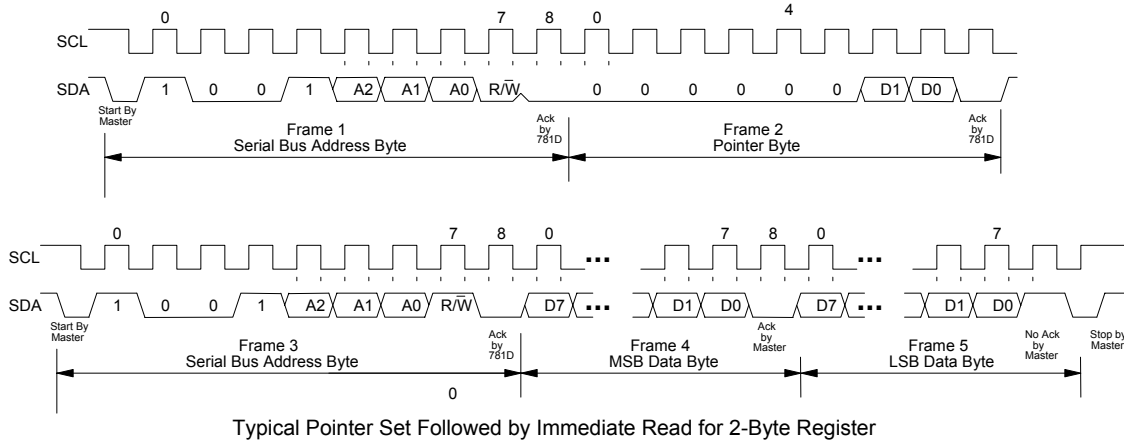 0 7 8 0 4
SCL
SDA 1 0 0 1 A2 A1 A0 R/W̅ 0 0 0 0 0 0 D1 D0
Start By
Master
Frame 1
Serial Bus Address Byte
Ack
by
781D
Frame 2
Pointer Byte
Ack
by
781D
0 7 8 0 7 8 0 7
SCL ... ... ...
SDA 1 0 0 1 A2 A1 A0 R/W̅ D7 ... D1 D0 D7 ... D1 D0
Start By
Master
Frame 3
Serial Bus Address Byte
0
Ack
by
781D
Frame 4
MSB Data Byte
Ack
by
Master
Frame 5
LSB Data Byte
No Ack
by
Master
Stop by
Master
Typical Pointer Set Followed by Immediate Read for 2-Byte Register